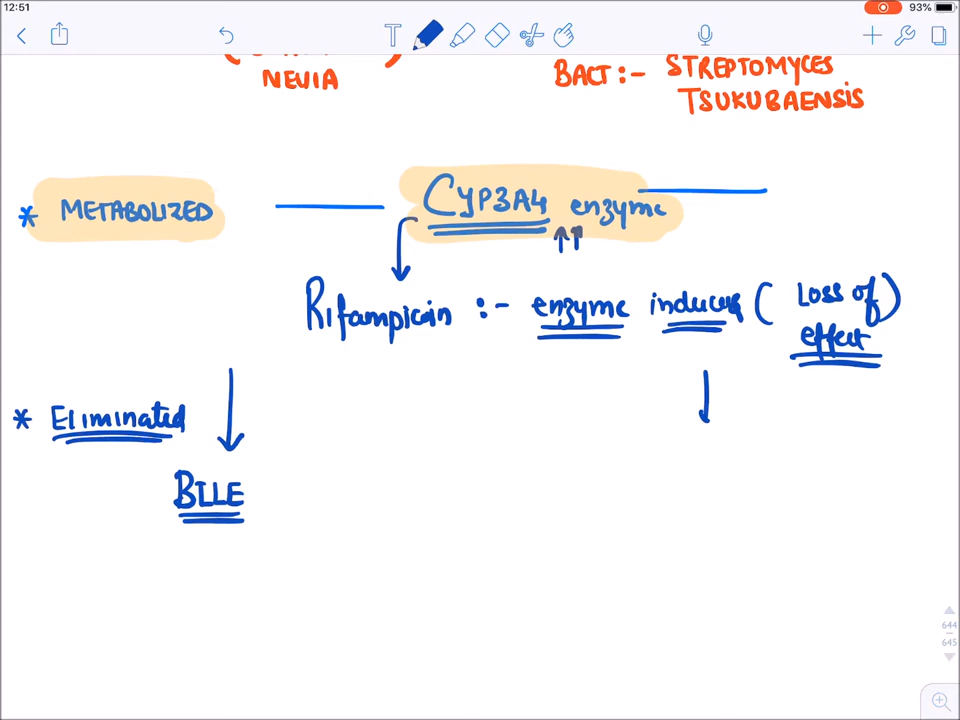 12:51
93%
T
NEVIA
BACT :- STREPTOMYCES
TSUKUBAENSIS
* METABOLIZED
CYP3A4 enzyme
Rifampicin :- enzyme inducer ( Loss of
effect )
* Eliminated
BILE
644
645